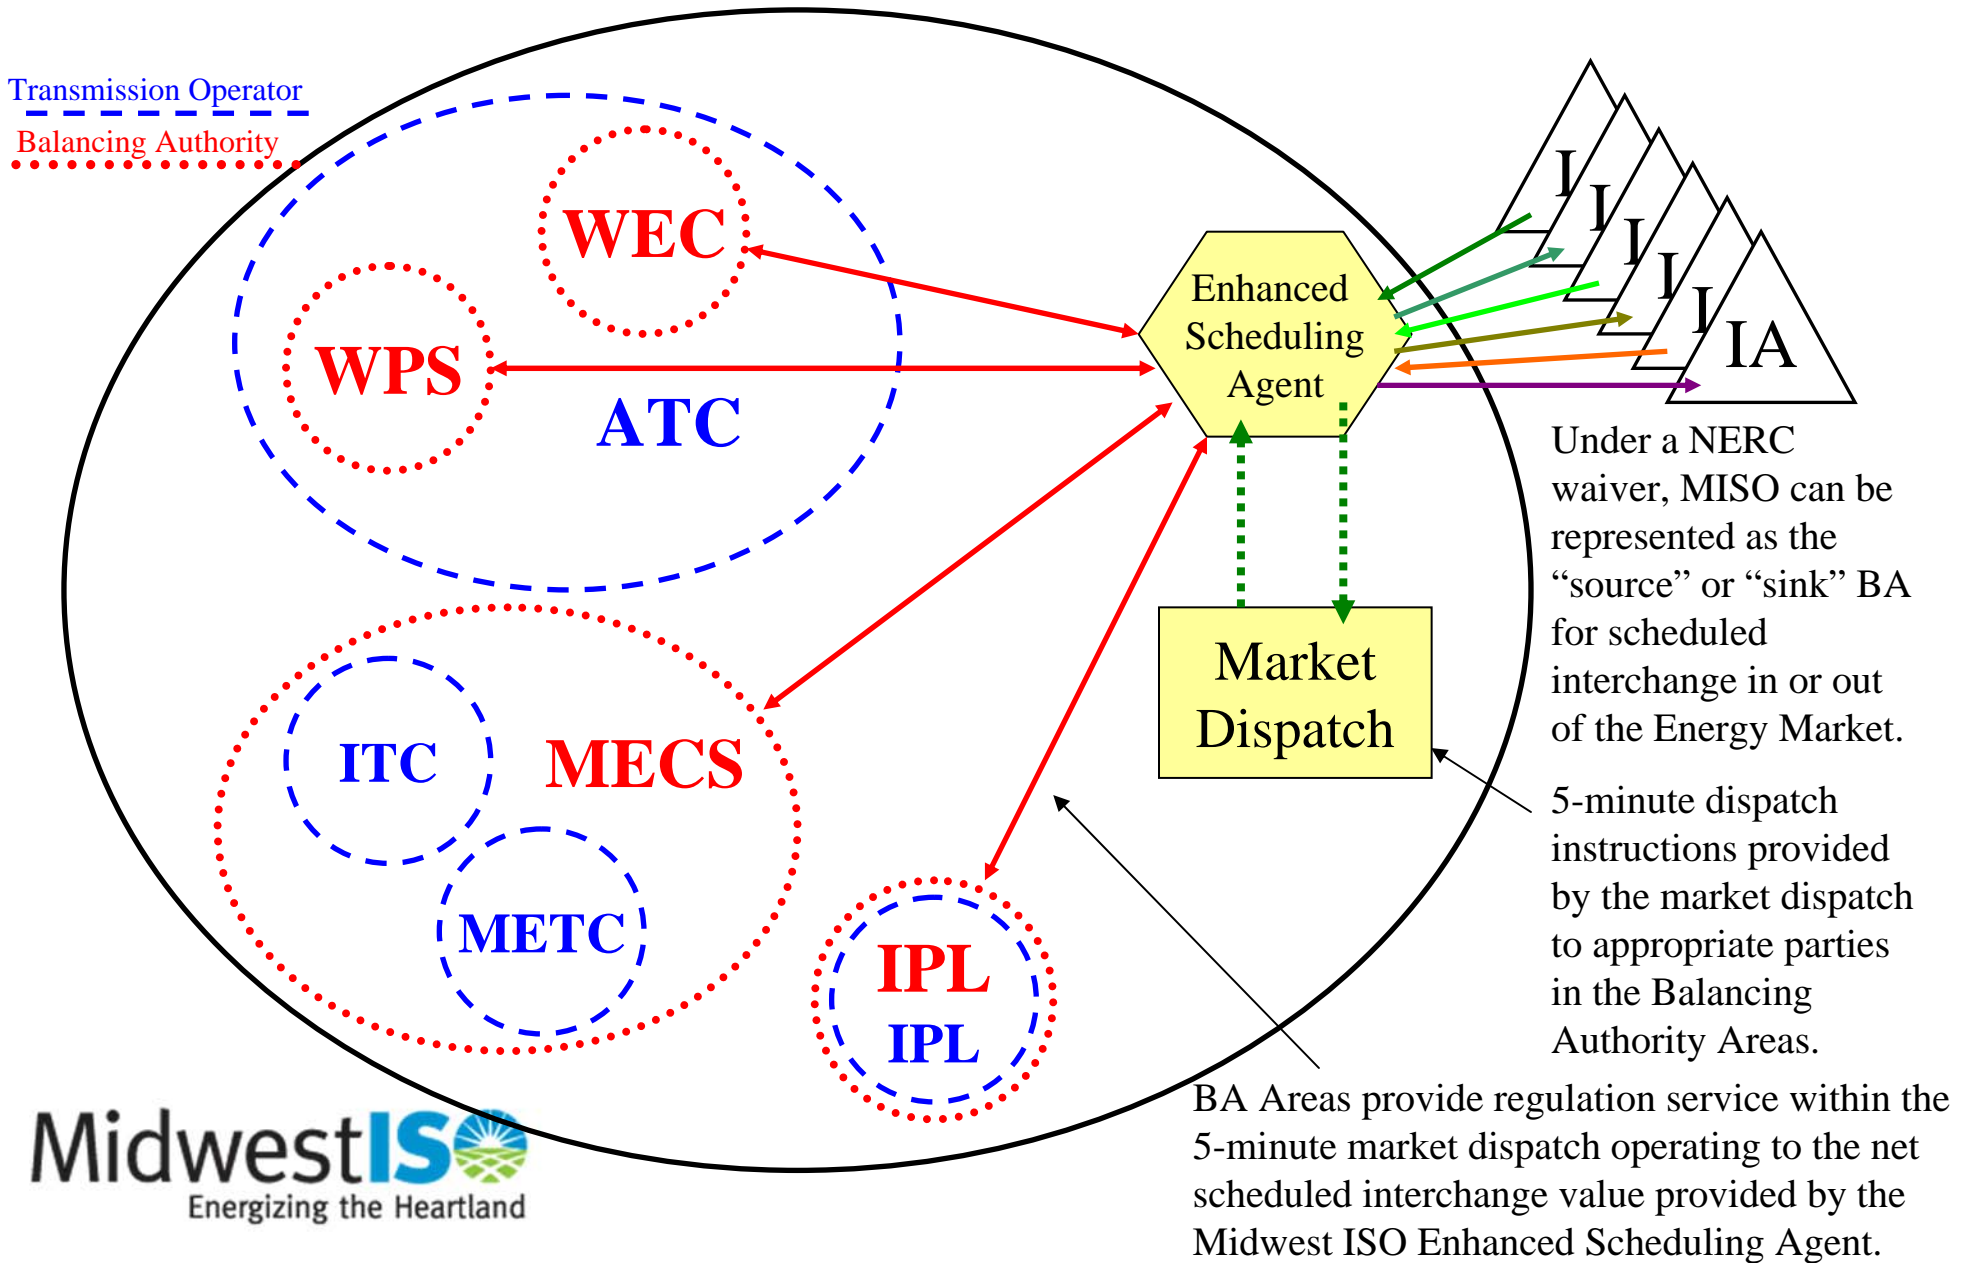 Transmission Operator
Balancing Authority
WEC
WPS
ATC
Enhanced
Scheduling
Agent
I
I
I
I
I
IA
Under a NERC
waiver, MISO can be
represented as the
“source” or “sink” BA
for scheduled
interchange in or out
of the Energy Market.
Market
Dispatch
ITC
MECS
METC
5-minute dispatch
instructions provided
by the market dispatch
to appropriate parties
in the Balancing
Authority Areas.
IPL
IPL
BA Areas provide regulation service within the
5-minute market dispatch operating to the net
scheduled interchange value provided by the
Midwest ISO Enhanced Scheduling Agent.
MidwestISO
Energizing the Heartland